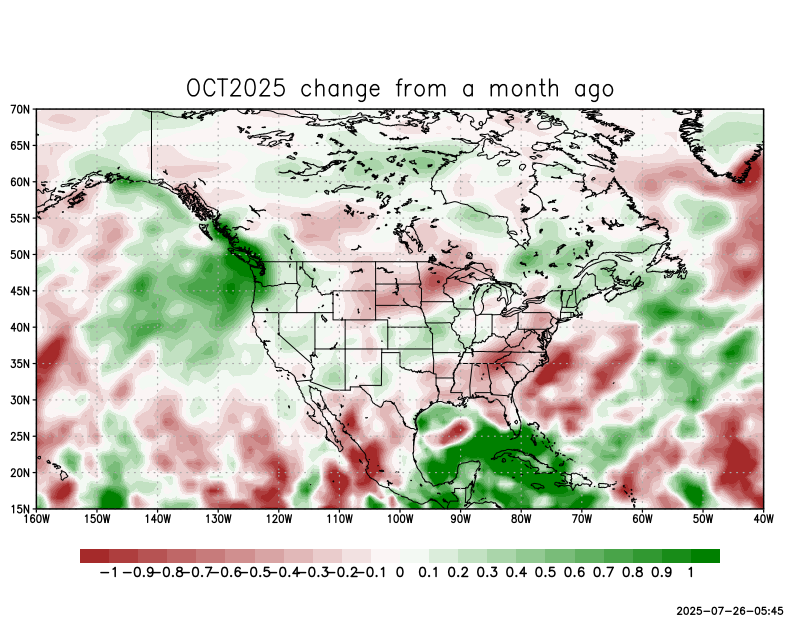 OCT2025 change from a month ago
70N
65N
60N
55N
50N
45N
40N
35N
30N
25N
20N
15N
160W 150W 140W 130W 120W 110W 100W 90W 80W 70W 60W 50W 40W
-1 -0.9 -0.8 -0.7 -0.6 -0.5 -0.4 -0.3 -0.2 -0.1 0 0.1 0.2 0.3 0.4 0.5 0.6 0.7 0.8 0.9 1
2025-07-26-05:45